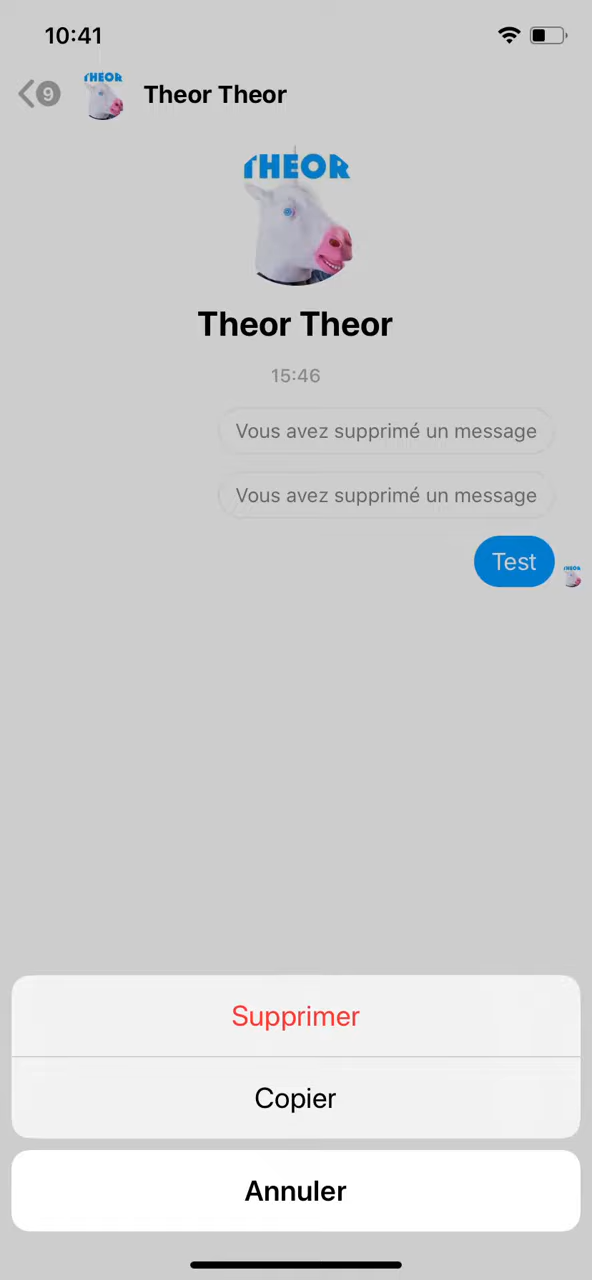 10:41
9
THEOR
Theor Theor
THEOR
Theor Theor
15:46
Vous avez supprimé un message
Vous avez supprimé un message
Test
THEOR
Supprimer
Copier
Annuler